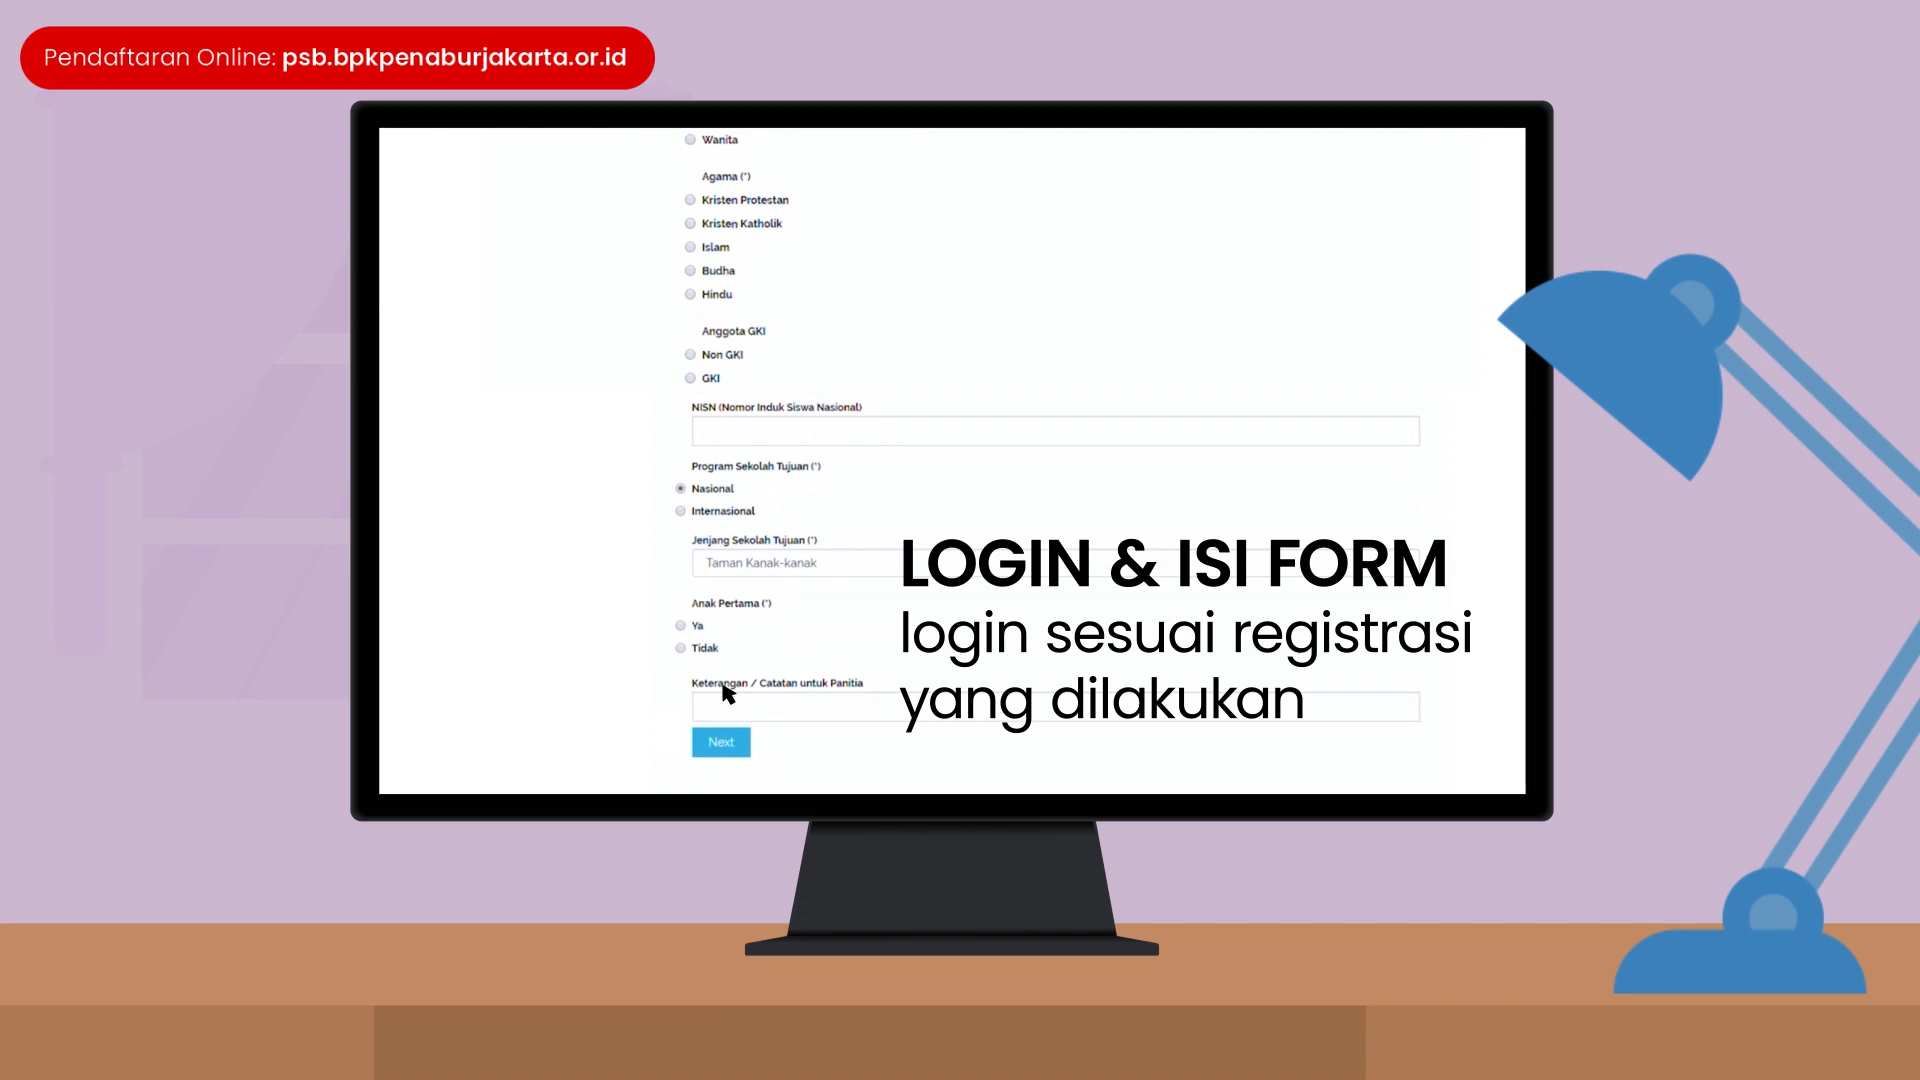 Pendaftaran Online: psb.bpkpenaburjakarta.or.id
Wanita
Agama (*)
Kristen Protestan
Kristen Katholik
Islam
Budha
Hindu
Anggota GKI
Non GKI
GKI
NISN (Nomor Induk Siswa Nasional)
Program Sekolah Tujuan (*)
Nasional
Internasional
Jenjang Sekolah Tujuan (*)
Taman Kanak-kanak
Anak Pertama (*)
Ya
Tidak
Keterangan / Catatan untuk Panitia
Next
LOGIN & ISI FORM
login sesuai registrasi
yang dilakukan